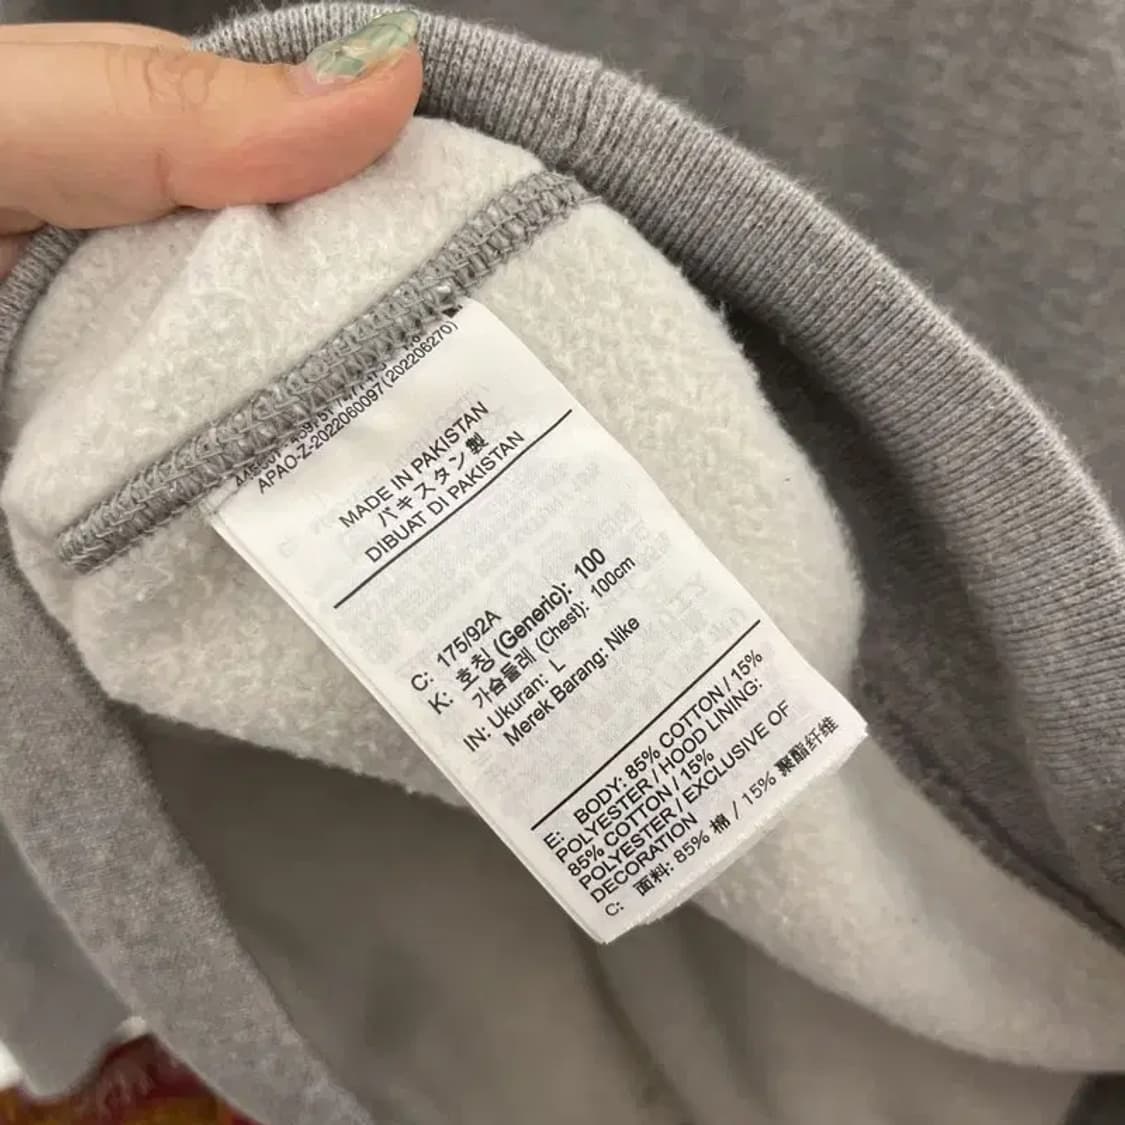 APAO-Z-2022060097(202206270)
MADE IN PAKISTAN
パキスタン製
DIBUAT DI PAKISTAN
C: 175/92A
K: 호칭 (Generic): 100
가슴둘레 (Chest): 100cm
IN: Ukuran: L
Merek Barang: Nike
E: BODY: 85% COTTON / 15%
POLYESTER / HOOD LINING:
85% COTTON / 15%
POLYESTER / EXCLUSIVE OF
DECORATION
C: 面料: 85% 棉 / 15% 聚酯纤维